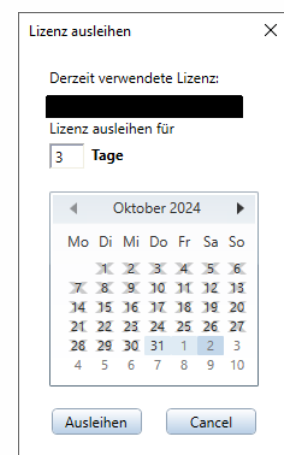 Lizenz ausleihen
Derzeit verwendete Lizenz:
Lizenz ausleihen für
3 Tage
Oktober 2024
Mo Di Mi Do Fr Sa So
1 2 3 4 5 6
7 8 9 10 11 12 13
14 15 16 17 18 19 20
21 22 23 24 25 26 27
28 29 30 31 1 2 3
4 5 6 7 8 9 10
Ausleihen Cancel